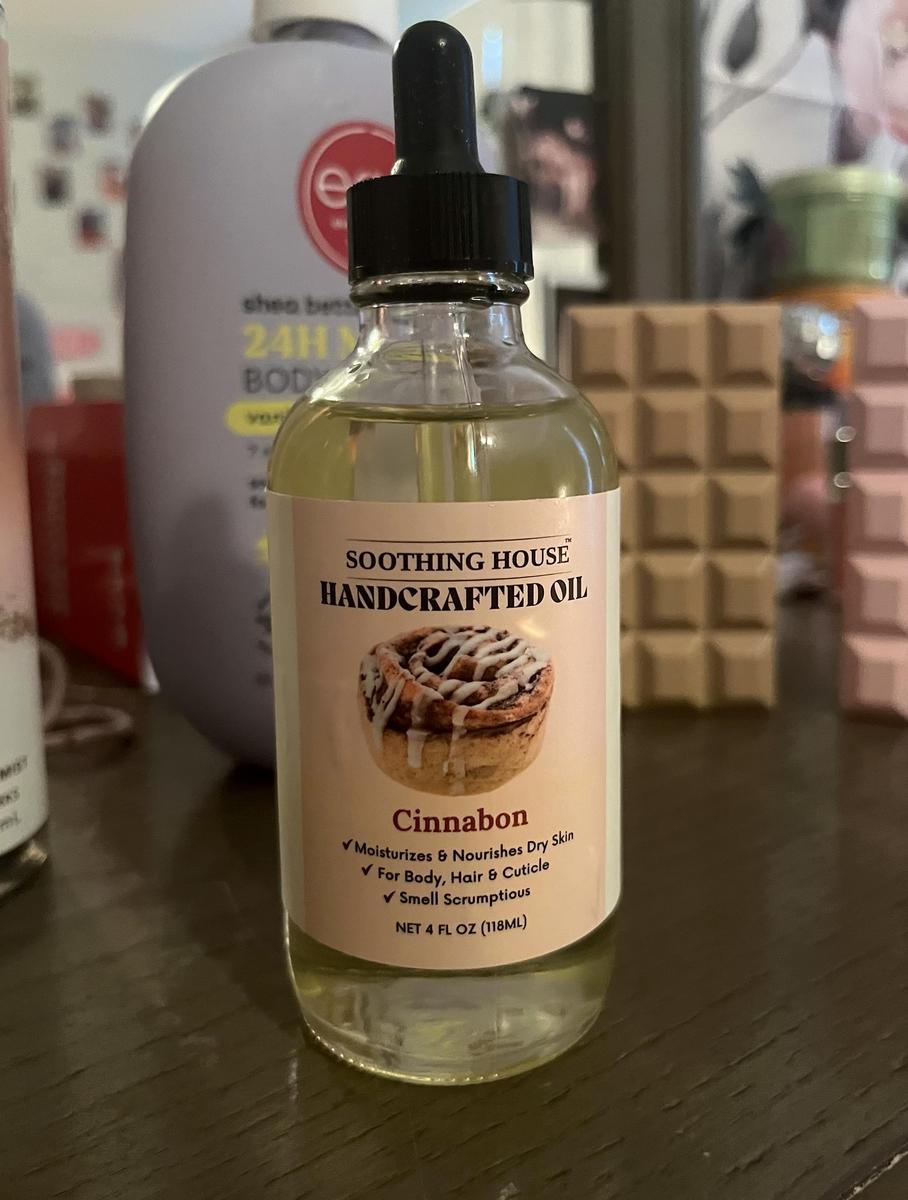 shea
24H
BODY
SOOTHING HOUSE™
HANDCRAFTED OIL
Cinnabon
✓Moisturizes & Nourishes Dry Skin
✓ For Body, Hair & Cuticle
✓ Smell Scrumptious
NET 4 FL OZ (118ML)